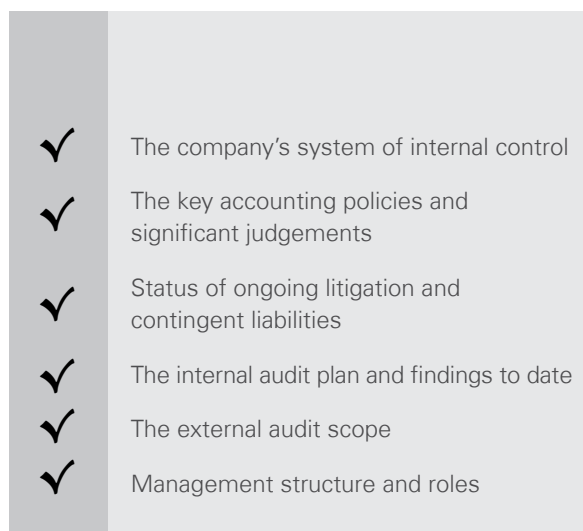 The company’s system of internal control
The key accounting policies and
significant judgements
Status of ongoing litigation and
contingent liabilities
The internal audit plan and findings to date
The external audit scope
Management structure and roles